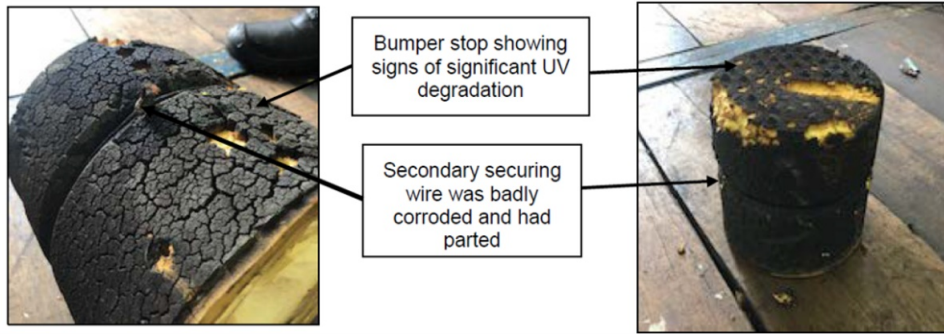 Bumper stop showing
signs of significant UV
degradation
Secondary securing
wire was badly
corroded and had
parted